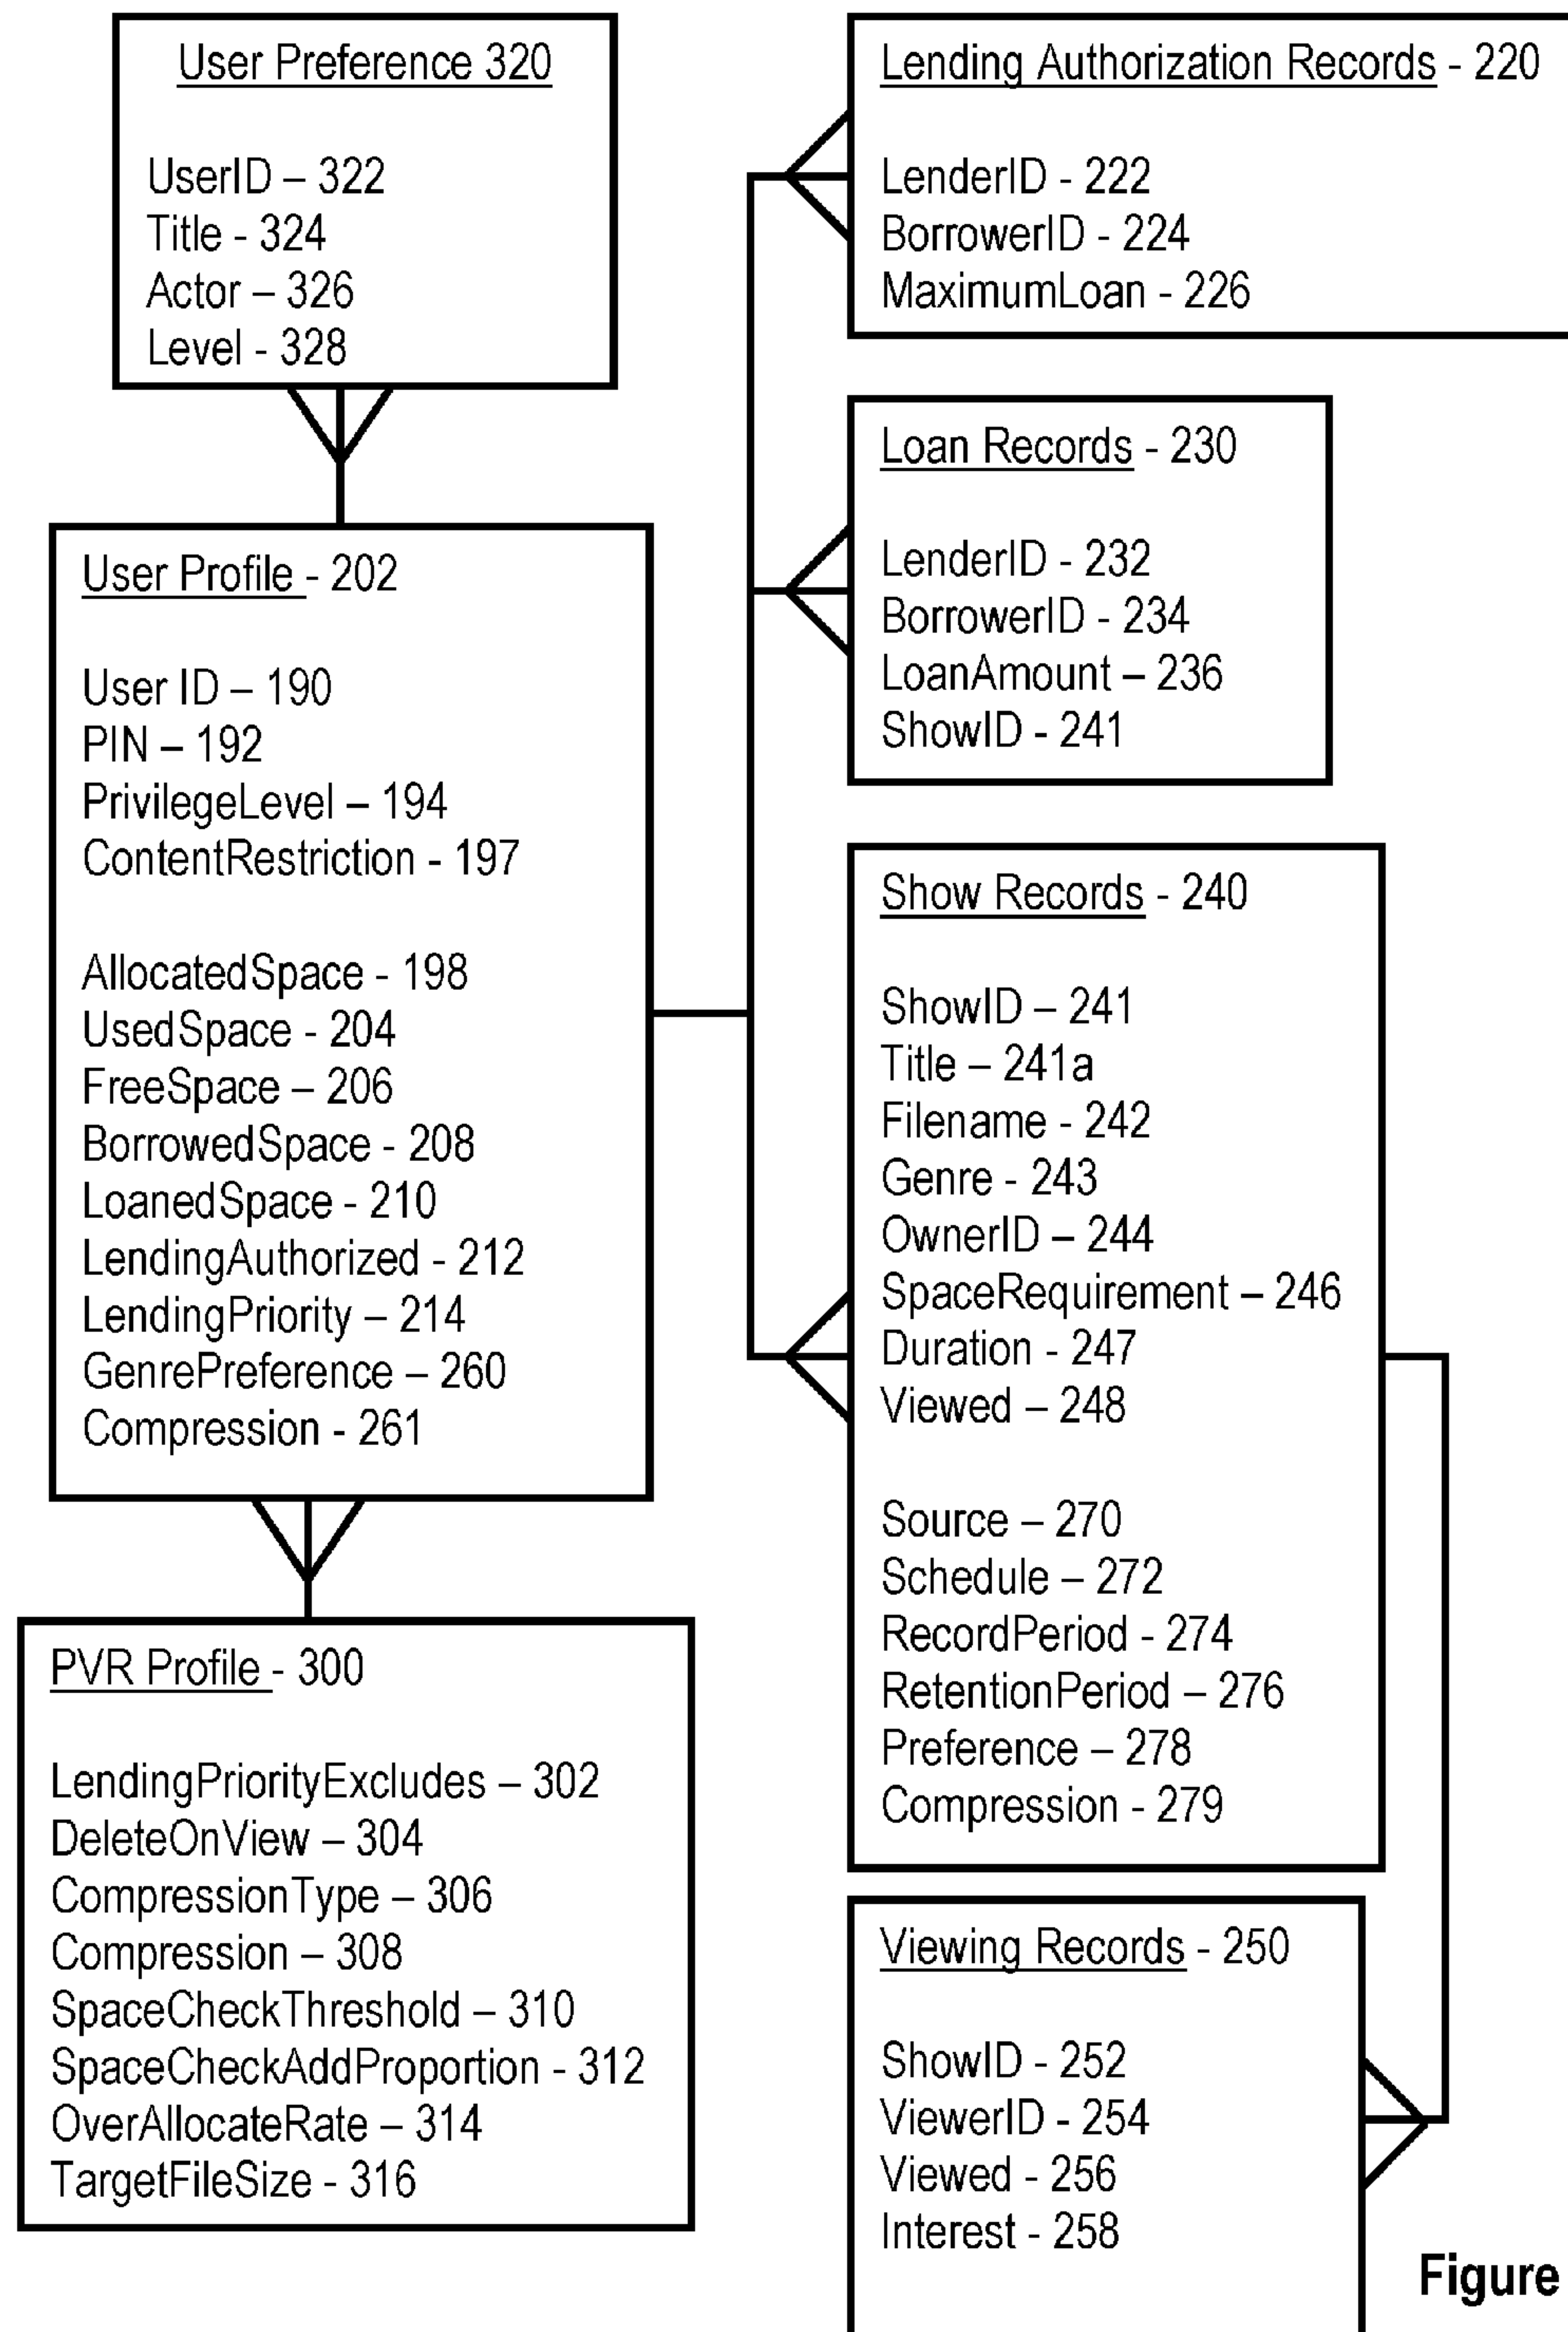 User Preference 320
UserID – 322
Title - 324
Actor – 326
Level - 328
User Profile - 202
User ID – 190
PIN – 192
PrivilegeLevel – 194
ContentRestriction - 197
AllocatedSpace - 198
UsedSpace - 204
FreeSpace – 206
BorrowedSpace - 208
LoanedSpace - 210
LendingAuthorized - 212
LendingPriority – 214
GenrePreference – 260
Compression - 261
PVR Profile - 300
LendingPriorityExcludes – 302
DeleteOnView – 304
CompressionType – 306
Compression – 308
SpaceCheckThreshold – 310
SpaceCheckAddProportion - 312
OverAllocateRate – 314
TargetFileSize - 316
Lending Authorization Records - 220
LenderID - 222
BorrowerID - 224
MaximumLoan - 226
Loan Records - 230
LenderID - 232
BorrowerID - 234
LoanAmount – 236
ShowID - 241
Show Records - 240
ShowID – 241
Title – 241a
Filename - 242
Genre - 243
OwnerID – 244
SpaceRequirement – 246
Duration - 247
Viewed – 248
Source – 270
Schedule – 272
RecordPeriod - 274
RetentionPeriod – 276
Preference – 278
Compression - 279
Viewing Records - 250
ShowID - 252
ViewerID - 254
Viewed - 256
Interest - 258
Figure